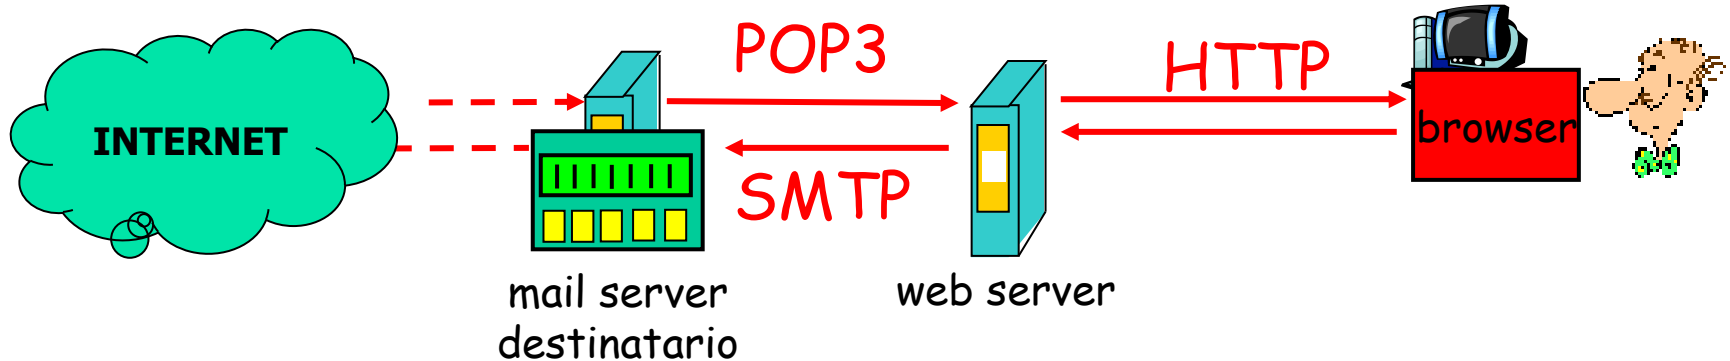 INTERNET
POP3
SMTP
HTTP
browser
mail server
destinatario
web server